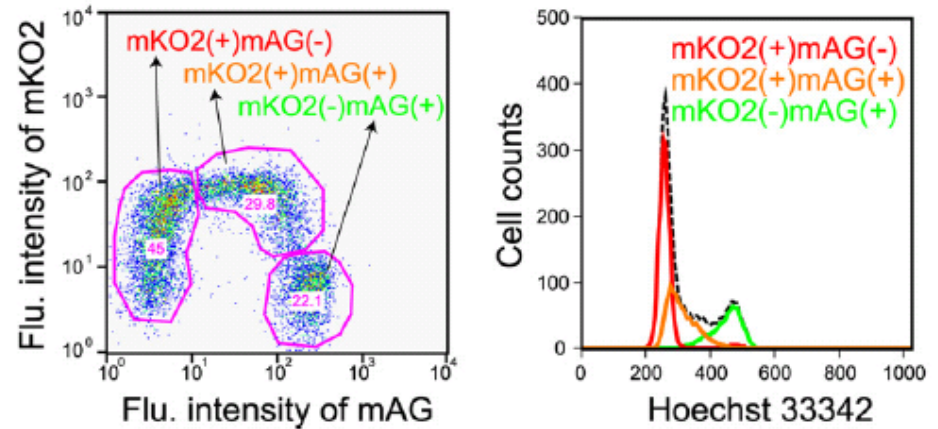 Flu. intensity of mKO2
10⁴
10³
10²
10¹
10⁰
mKO2(+)mAG(-)
mKO2(+)mAG(+)
mKO2(-)mAG(+)
45
29.8
22.1
10⁰ 10¹ 10² 10³ 10⁴
Flu. intensity of mAG
Cell counts
500
400
300
200
100
0
mKO2(+)mAG(-)
mKO2(+)mAG(+)
mKO2(-)mAG(+)
0 200 400 600 800 1000
Hoechst 33342